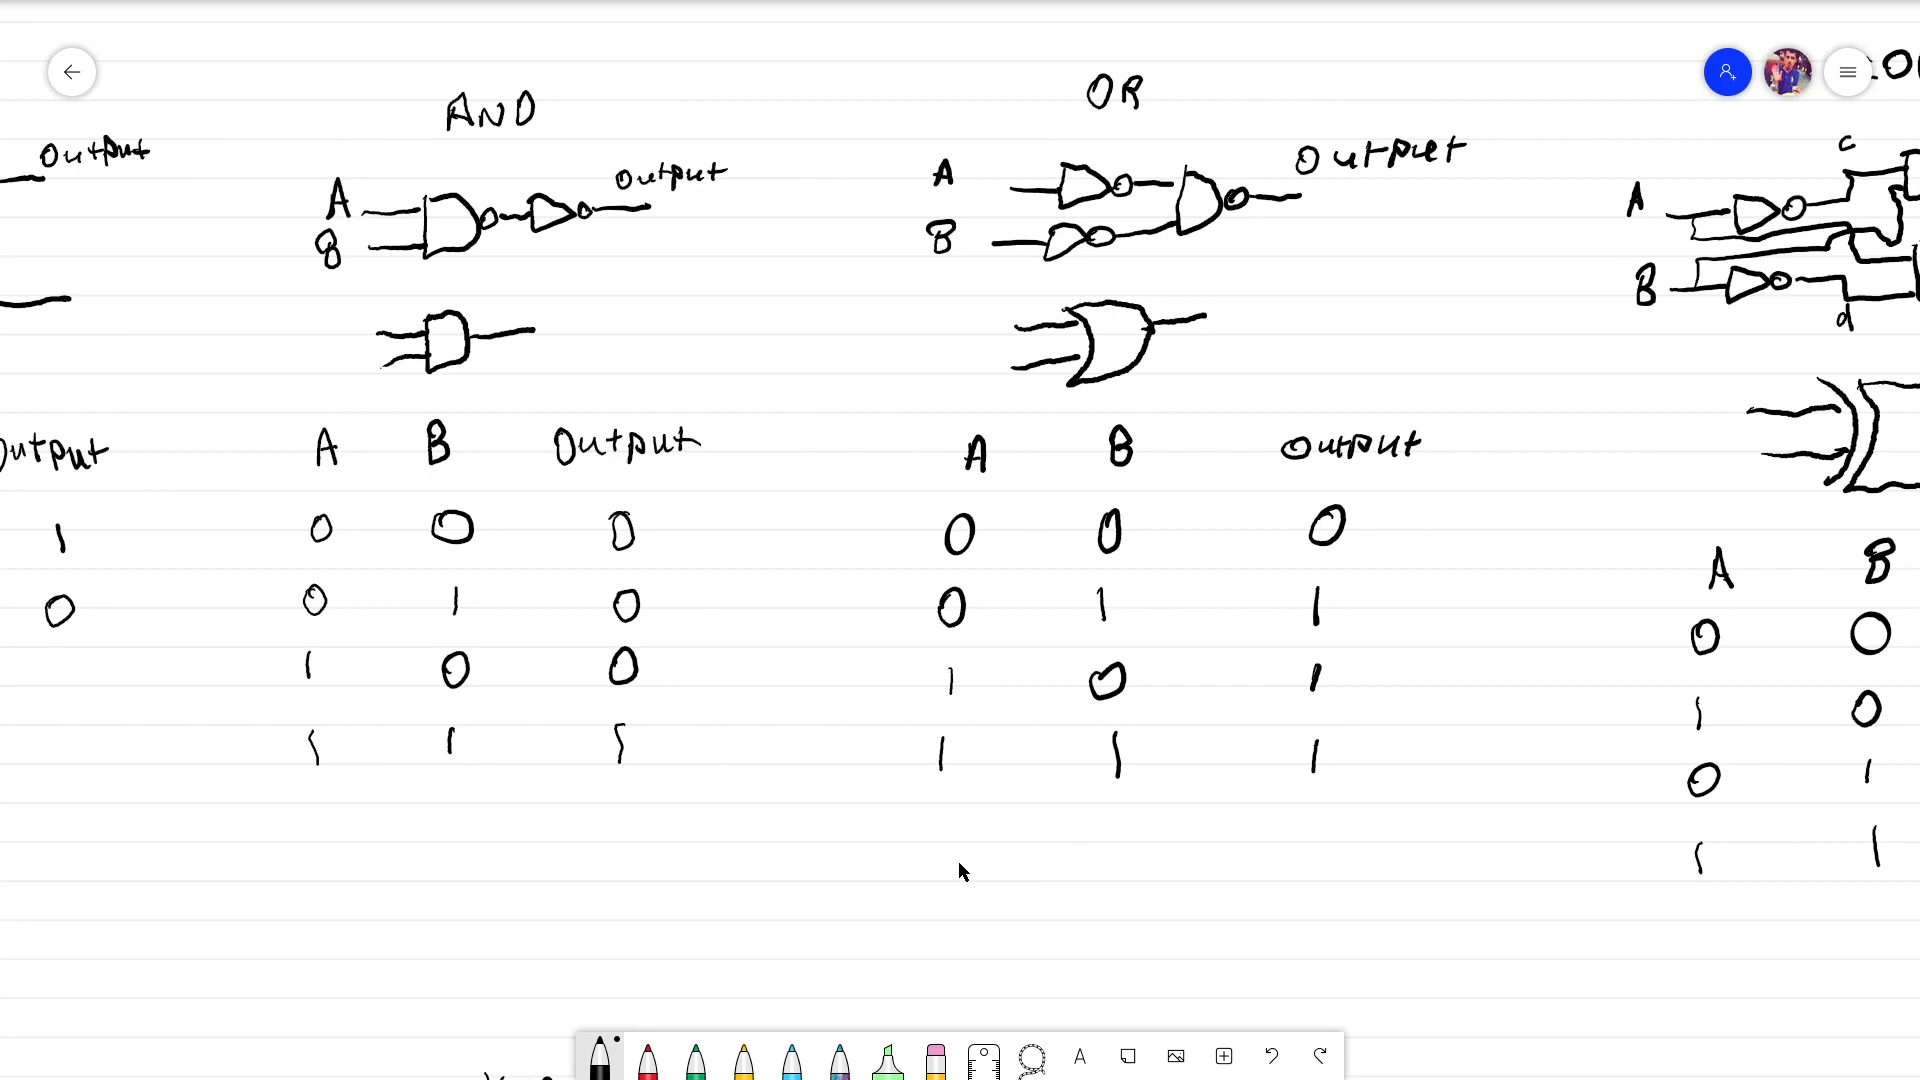 AND
OR
Output
A
B
Output
A
B
Output
A
B
c
d
Output
1
0
A B Output
0 0 0
0 1 0
1 0 0
1 1 1
A B Output
0 0 0
0 1 1
1 0 1
1 1 1
A B
0 0
1 0
0 1
1 1
A